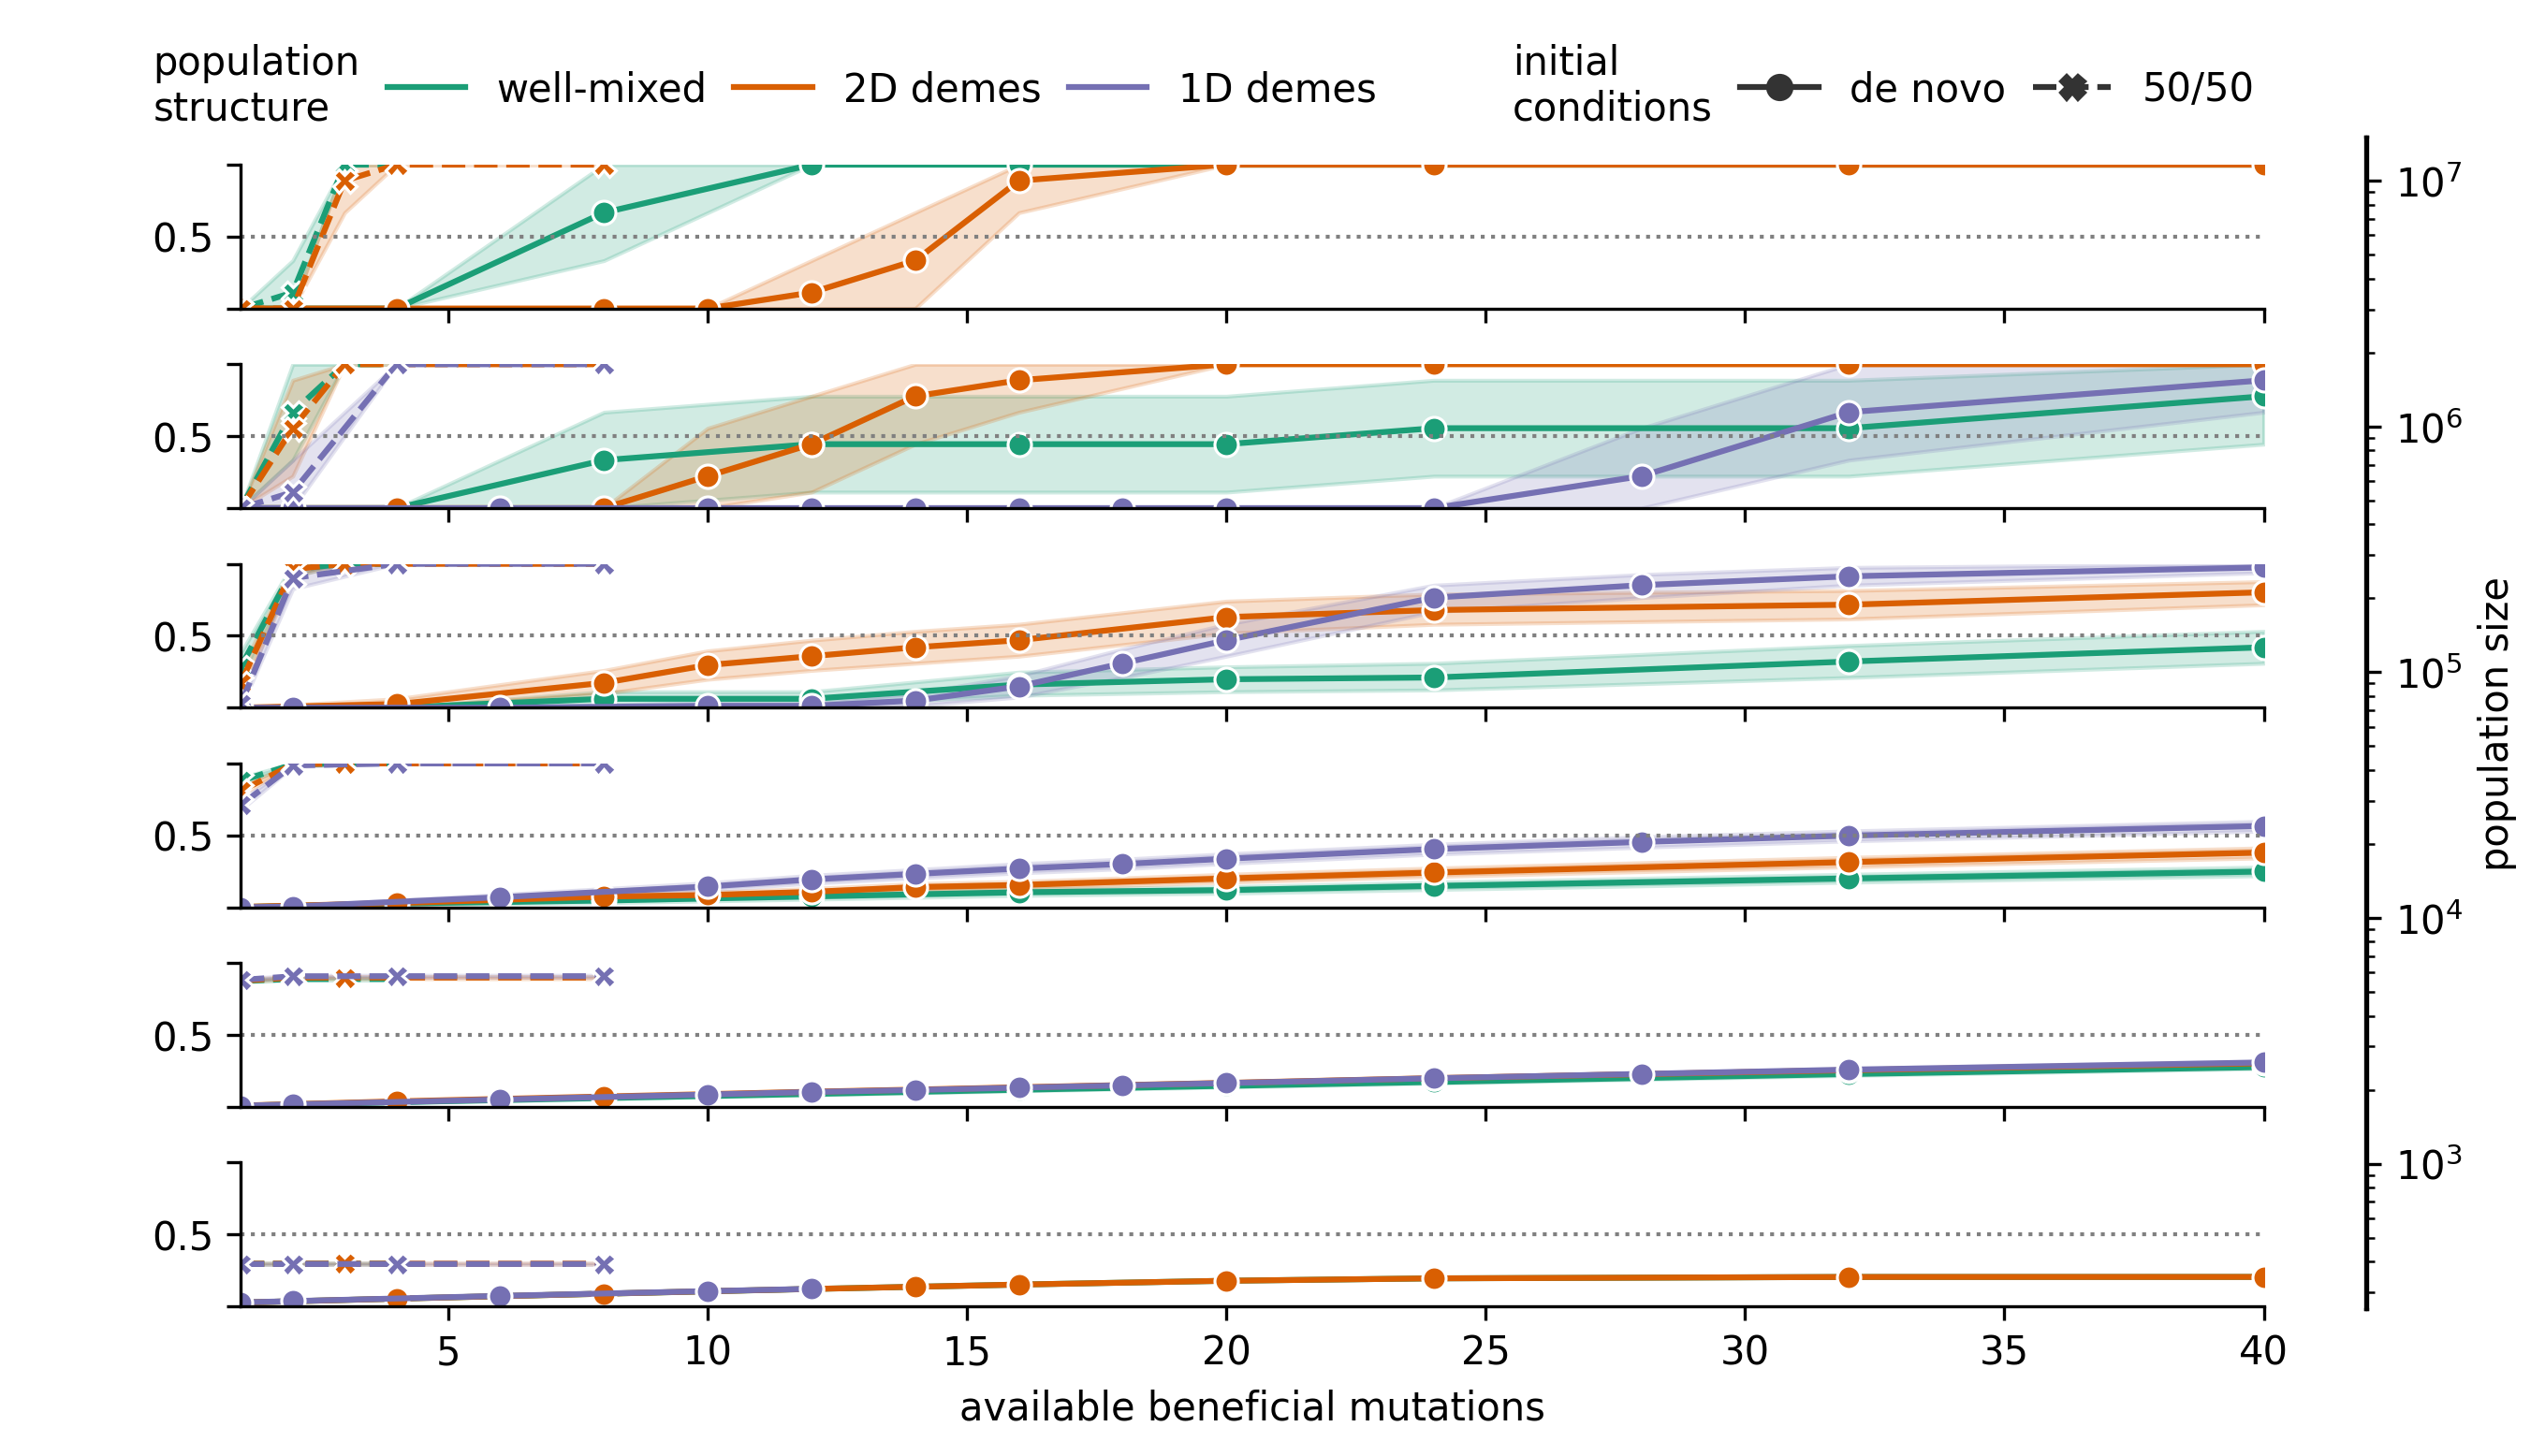 population
structure
well-mixed
2D demes
1D demes
initial
conditions
de novo
50/50
0.5
0.5
0.5
0.5
0.5
0.5
10⁷
10⁶
10⁵
10⁴
10³
population size
5 10 15 20 25 30 35 40
available beneficial mutations